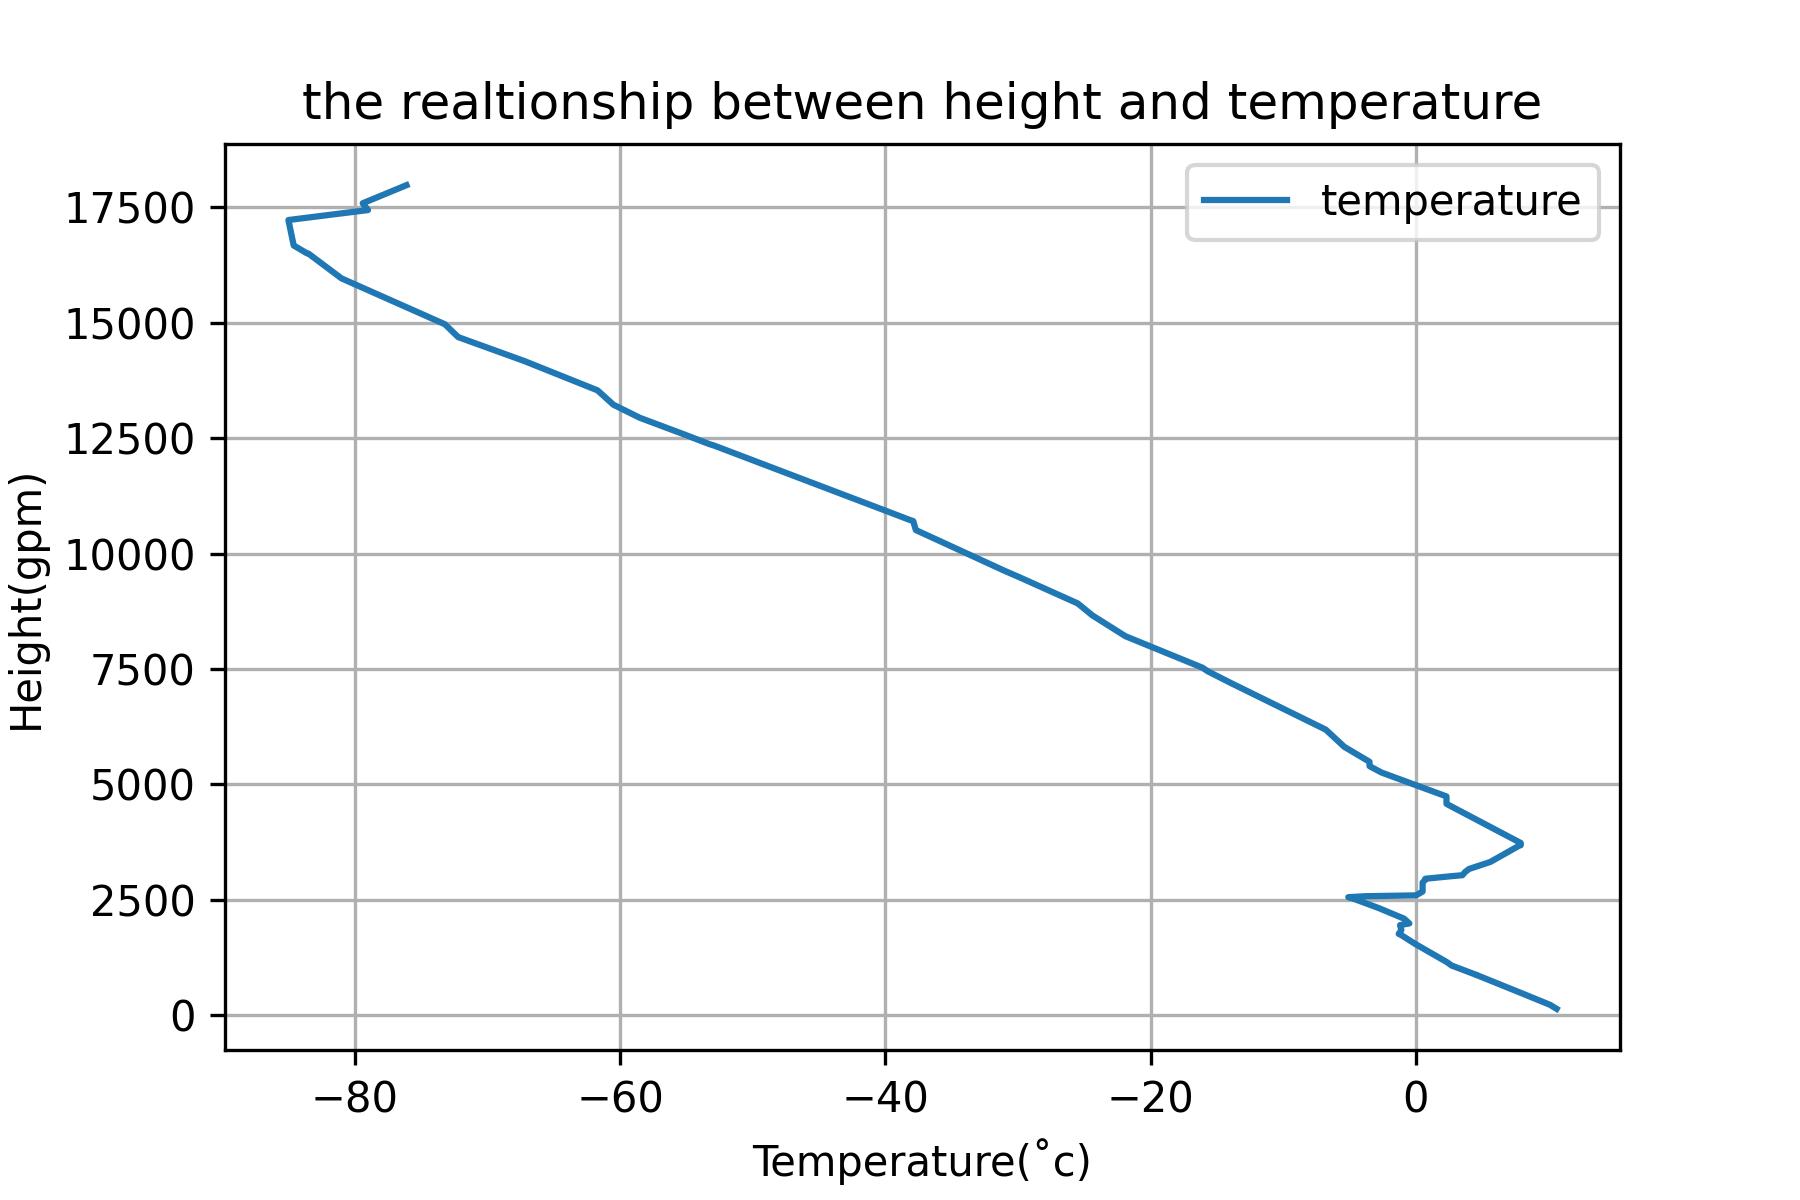 the realtionship between height and temperature
temperature
17500
15000
12500
10000
7500
5000
2500
0
Height(gpm)
−80 −60 −40 −20 0
Temperature(˚c)